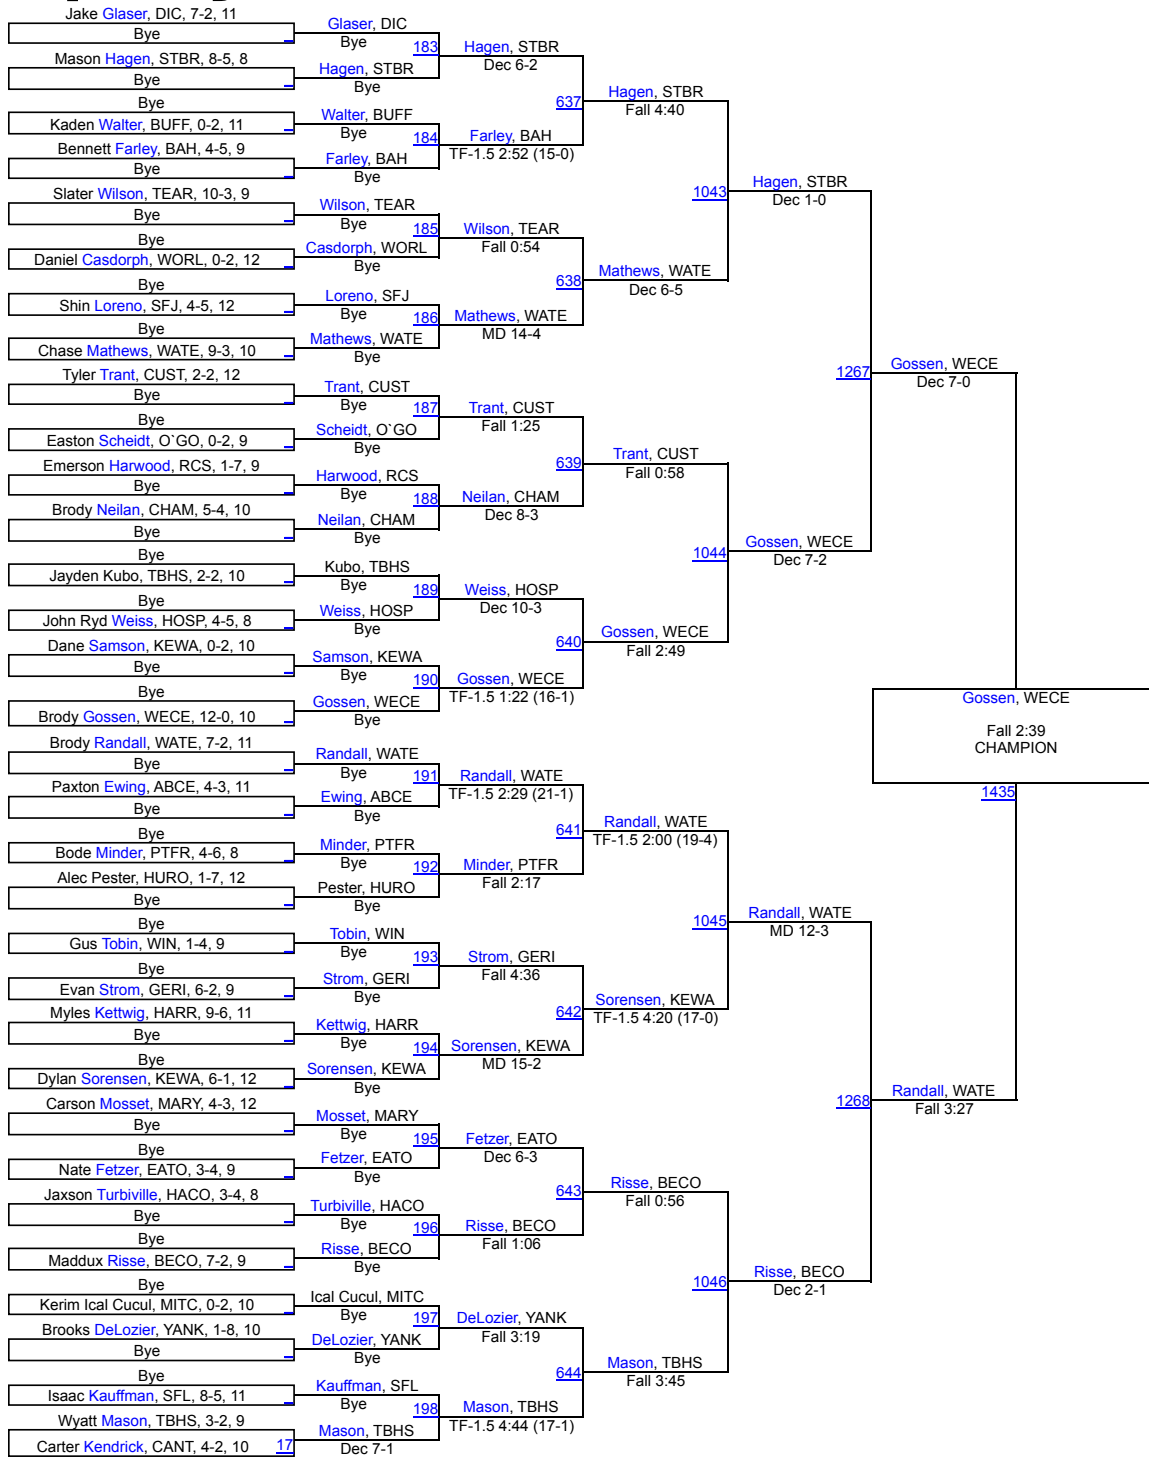 Jake Glaser, DIC, 7-2, 11
Bye
Mason Hagen, STBR, 8-5, 8
Bye
Bye
Kaden Walter, BUFF, 0-2, 11
Bennett Farley, BAH, 4-5, 9
Bye
Slater Wilson, TEAR, 10-3, 9
Bye
Bye
Daniel Casdorph, WORL, 0-2, 12
Bye
Shin Loreno, SFJ, 4-5, 12
Bye
Chase Mathews, WATE, 9-3, 10
Tyler Trant, CUST, 2-2, 12
Bye
Bye
Easton Scheidt, O`GO, 0-2, 9
Emerson Harwood, RCS, 1-7, 9
Bye
Brody Neilan, CHAM, 5-4, 10
Bye
Bye
Jayden Kubo, TBHS, 2-2, 10
Bye
John Ryd Weiss, HOSP, 4-5, 8
Dane Samson, KEWA, 0-2, 10
Bye
Bye
Brody Gossen, WECE, 12-0, 10
Brody Randall, WATE, 7-2, 11
Bye
Paxton Ewing, ABCE, 4-3, 11
Bye
Bye
Bode Minder, PTFR, 4-6, 8
Alec Pester, HURO, 1-7, 12
Bye
Bye
Gus Tobin, WIN, 1-4, 9
Bye
Evan Strom, GERI, 6-2, 9
Myles Kettwig, HARR, 9-6, 11
Bye
Bye
Dylan Sorensen, KEWA, 6-1, 12
Carson Mosset, MARY, 4-3, 12
Bye
Bye
Nate Fetzer, EATO, 3-4, 9
Jaxson Turbiville, HACO, 3-4, 8
Bye
Bye
Maddux Risse, BECO, 7-2, 9
Bye
Kerim Ical Cucul, MITC, 0-2, 10
Brooks DeLozier, YANK, 1-8, 10
Bye
Bye
Isaac Kauffman, SFL, 8-5, 11
Wyatt Mason, TBHS, 3-2, 9
Carter Kendrick, CANT, 4-2, 10 17
Glaser, DIC
Bye
183
Hagen, STBR
Bye
Walter, BUFF
Bye
184
Farley, BAH
Bye
Wilson, TEAR
Bye
185
Casdorph, WORL
Bye
Loreno, SFJ
Bye
186
Mathews, WATE
Bye
Trant, CUST
Bye
187
Scheidt, O`GO
Bye
Harwood, RCS
Bye
188
Neilan, CHAM
Bye
Kubo, TBHS
Bye
189
Weiss, HOSP
Bye
Samson, KEWA
Bye
190
Gossen, WECE
Bye
Randall, WATE
Bye
191
Ewing, ABCE
Bye
Minder, PTFR
Bye
192
Pester, HURO
Bye
Tobin, WIN
Bye
193
Strom, GERI
Bye
Kettwig, HARR
Bye
194
Sorensen, KEWA
Bye
Mosset, MARY
Bye
195
Fetzer, EATO
Bye
Turbiville, HACO
Bye
196
Risse, BECO
Bye
Ical Cucul, MITC
Bye
197
DeLozier, YANK
Bye
Kauffman, SFL
Bye
198
Mason, TBHS
Dec 7-1
Hagen, STBR
Dec 6-2
637
Farley, BAH
TF-1.5 2:52 (15-0)
Wilson, TEAR
Fall 0:54
638
Mathews, WATE
MD 14-4
Trant, CUST
Fall 1:25
639
Neilan, CHAM
Dec 8-3
Weiss, HOSP
Dec 10-3
640
Gossen, WECE
TF-1.5 1:22 (16-1)
Randall, WATE
TF-1.5 2:29 (21-1)
641
Minder, PTFR
Fall 2:17
Strom, GERI
Fall 4:36
642
Sorensen, KEWA
MD 15-2
Fetzer, EATO
Dec 6-3
643
Risse, BECO
Fall 1:06
DeLozier, YANK
Fall 3:19
644
Mason, TBHS
TF-1.5 4:44 (17-1)
Hagen, STBR
Fall 4:40
1043
Mathews, WATE
Dec 6-5
Trant, CUST
Fall 0:58
1044
Gossen, WECE
Fall 2:49
Randall, WATE
TF-1.5 2:00 (19-4)
1045
Sorensen, KEWA
TF-1.5 4:20 (17-0)
Risse, BECO
Fall 0:56
1046
Mason, TBHS
Fall 3:45
Hagen, STBR
Dec 1-0
1267
Gossen, WECE
Dec 7-2
Randall, WATE
MD 12-3
1268
Risse, BECO
Dec 2-1
Gossen, WECE
Dec 7-0
Randall, WATE
Fall 3:27
Gossen, WECE
Fall 2:39
CHAMPION
1435